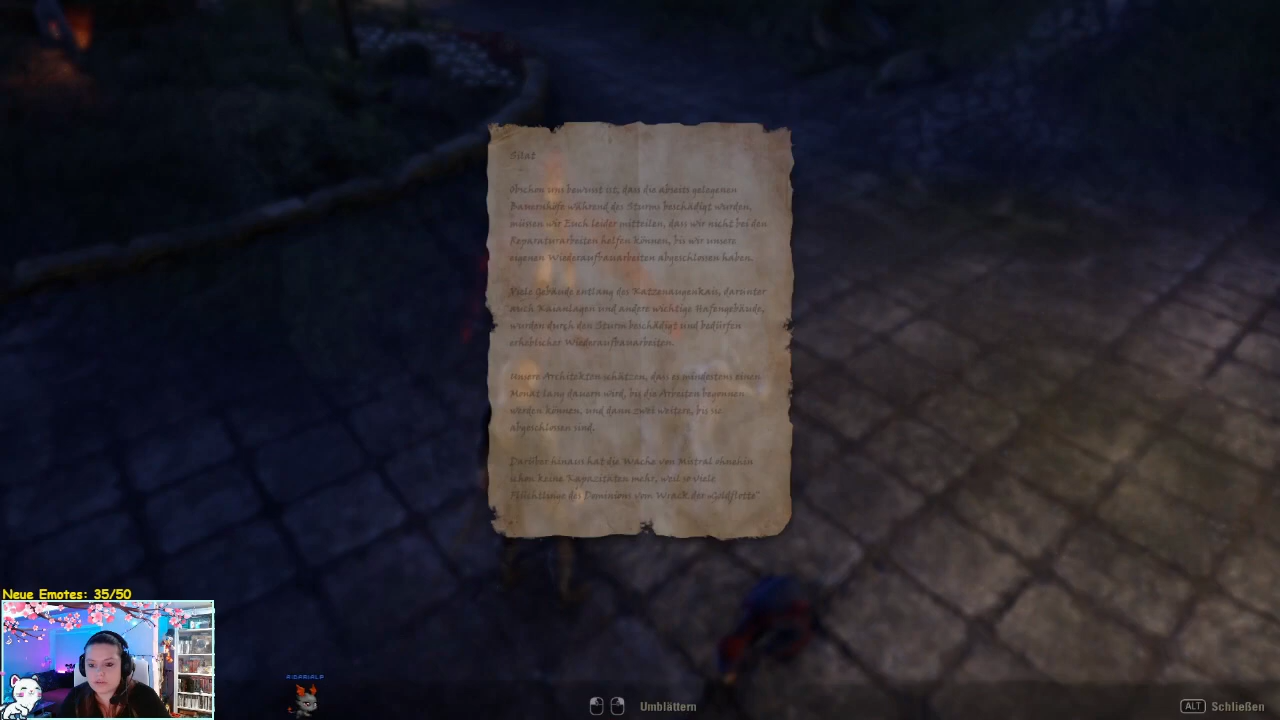 Silat
Obschon uns bewusst ist, dass die abseits gelegenen
Bauernhöfe während des Sturms beschädigt wurden,
müssen wir Euch leider mitteilen, dass wir nicht bei den
Reparaturarbeiten helfen können, bis wir unsere
eigenen Wiederaufbauarbeiten abgeschlossen haben.
Viele Gebäude entlang des Katzenaugenkais, darunter
auch Kaianlagen und andere wichtige Hafengebäude,
wurden durch den Sturm beschädigt und bedürfen
erheblicher Wiederaufbauarbeiten.
Unsere Architekten schätzen, dass es mindestens einen
Monat lang dauern wird, bis die Arbeiten begonnen
werden können, und dann zwei weitere, bis sie
abgeschlossen sind.
Darüber hinaus hat die Wache von Mistral ohnehin
schon keine Kapazitäten mehr, weil so viele
Flüchtlinge des Dominions vom Wrack der »Goldflotte“
Neue Emotes: 35/50
Umblättern
ALT Schließen